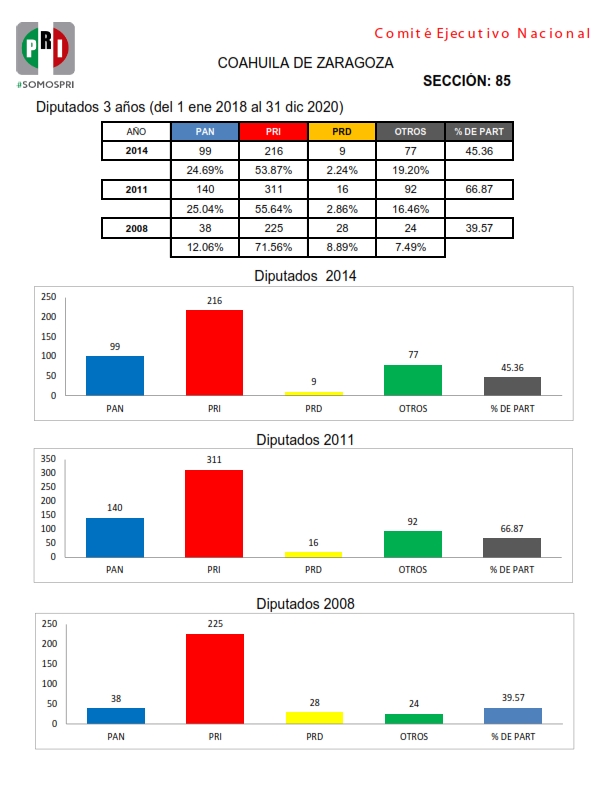 Comité Ejecutivo Nacional
PRI
#SOMOSPRI
COAHUILA DE ZARAGOZA
SECCIÓN: 85
Diputados 3 años (del 1 ene 2018 al 31 dic 2020)
AÑO PAN PRI PRD OTROS % DE PART
2014 99 216 9 77 45.36
24.69% 53.87% 2.24% 19.20%
2011 140 311 16 92 66.87
25.04% 55.64% 2.86% 16.46%
2008 38 225 28 24 39.57
12.06% 71.56% 8.89% 7.49%
Diputados 2014
250
200
150
100
50
0
99
216
9
77
45.36
PAN PRI PRD OTROS % DE PART
Diputados 2011
350
300
250
200
150
100
50
0
140
311
16
92
66.87
PAN PRI PRD OTROS % DE PART
Diputados 2008
250
200
150
100
50
0
38
225
28
24
39.57
PAN PRI PRD OTROS % DE PART